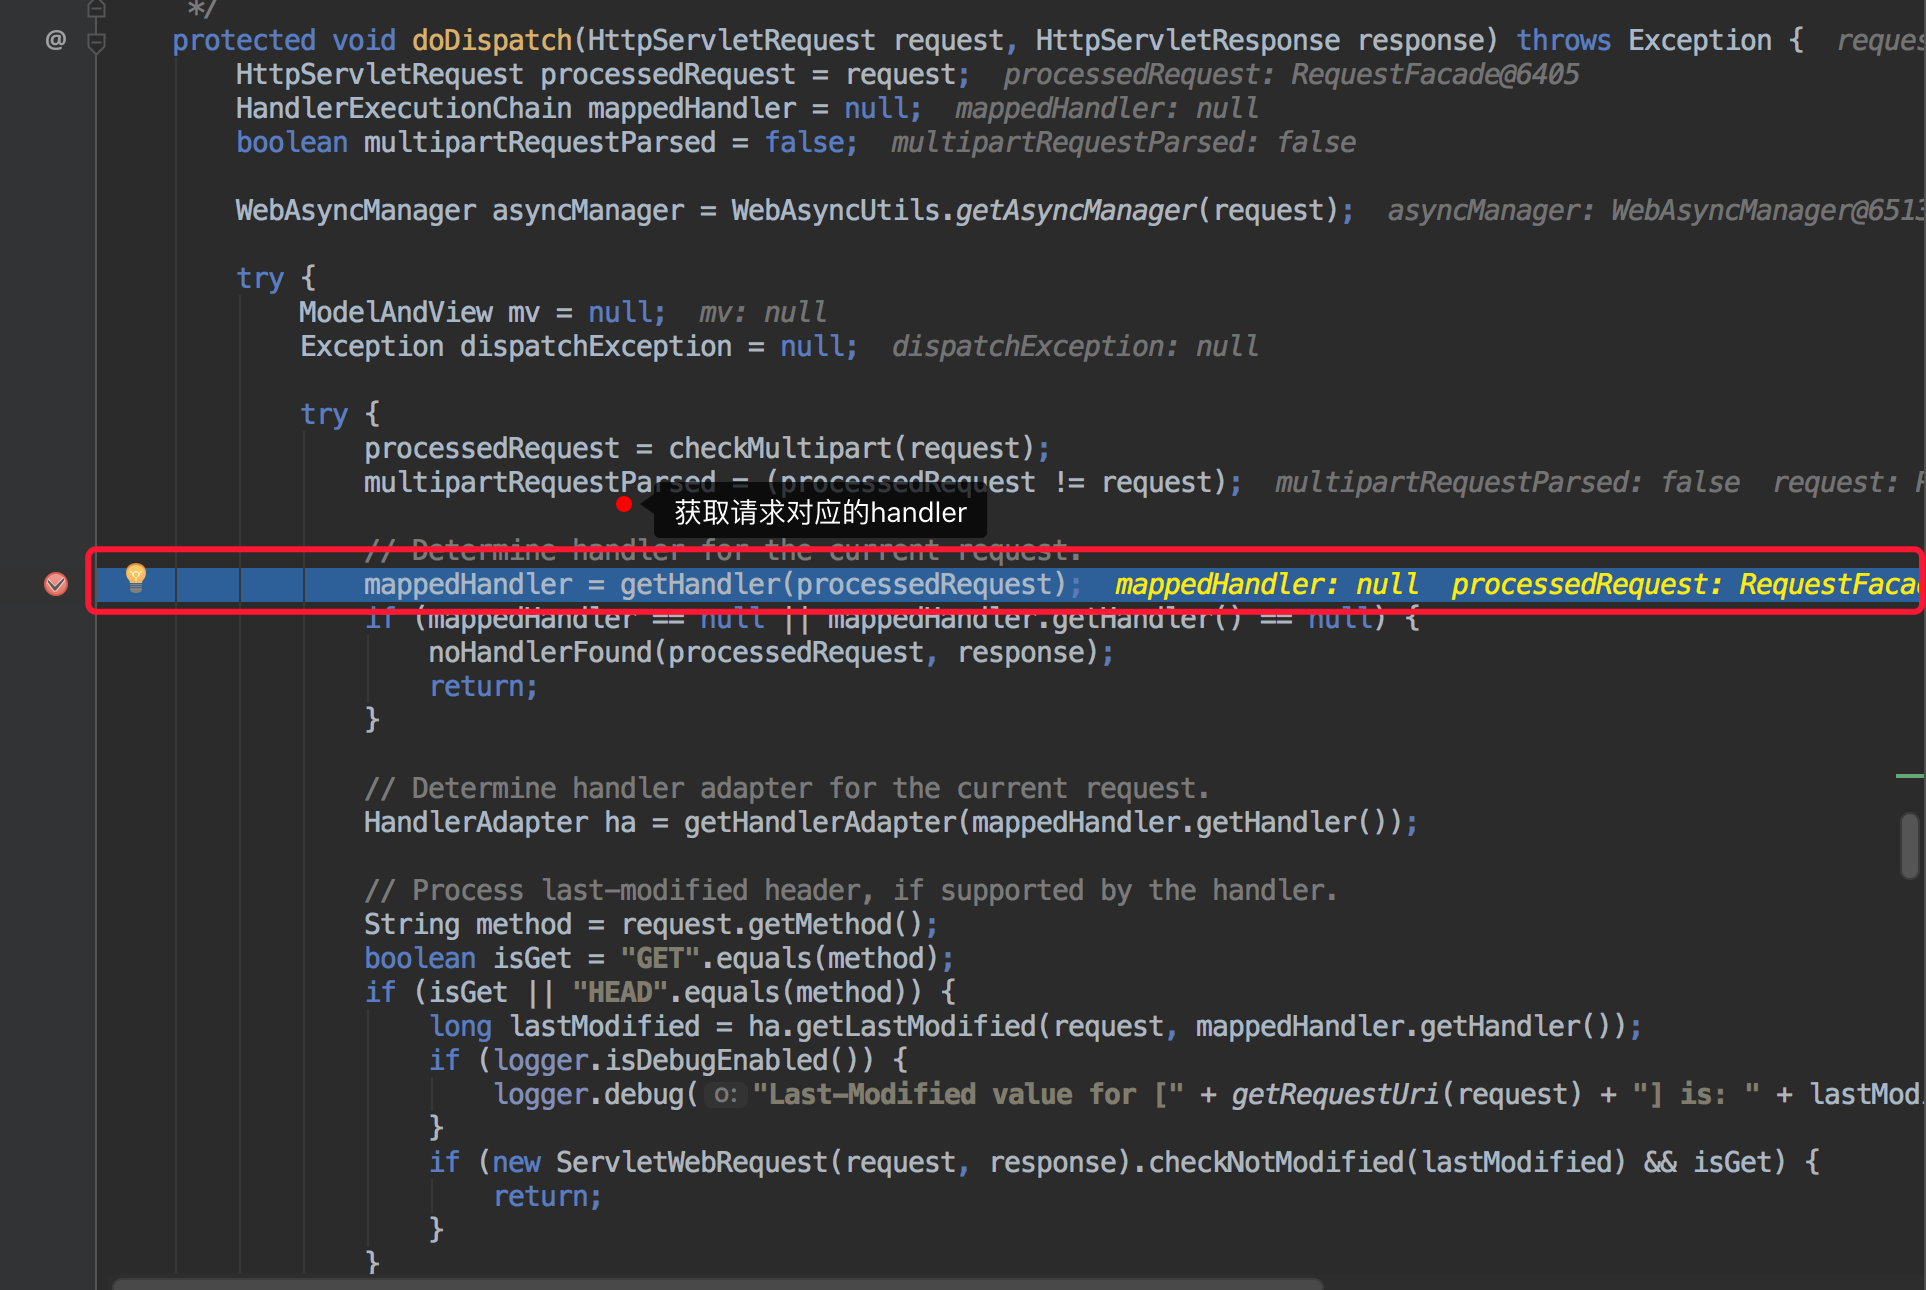 */
@ protected void doDispatch(HttpServletRequest request, HttpServletResponse response) throws Exception {
HttpServletRequest processedRequest = request; processedRequest: RequestFacade@6405
HandlerExecutionChain mappedHandler = null; mappedHandler: null
boolean multipartRequestParsed = false; multipartRequestParsed: false
WebAsyncManager asyncManager = WebAsyncUtils.getAsyncManager(request); asyncManager: WebAsyncManager@6513
try {
ModelAndView mv = null; mv: null
Exception dispatchException = null; dispatchException: null
try {
processedRequest = checkMultipart(request);
multipartRequestParsed = (processedRequest != request); multipartRequestParsed: false request:
获取请求对应的handler
// Determine handler for the current request.
mappedHandler = getHandler(processedRequest); mappedHandler: null processedRequest: RequestFaca
if (mappedHandler == null || mappedHandler.getHandler() == null) {
noHandlerFound(processedRequest, response);
return;
}
// Determine handler adapter for the current request.
HandlerAdapter ha = getHandlerAdapter(mappedHandler.getHandler());
// Process last-modified header, if supported by the handler.
String method = request.getMethod();
boolean isGet = "GET".equals(method);
if (isGet || "HEAD".equals(method)) {
long lastModified = ha.getLastModified(request, mappedHandler.getHandler());
if (logger.isDebugEnabled()) {
logger.debug( o: "Last-Modified value for [" + getRequestUri(request) + "] is: " + lastMod
}
if (new ServletWebRequest(request, response).checkNotModified(lastModified) && isGet) {
return;
}
}